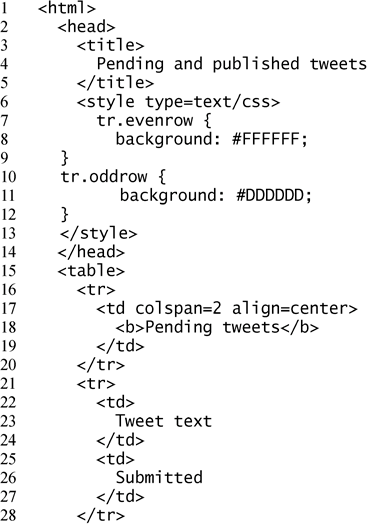 1 <html>
2   <head>
3     <title>
4       Pending and published tweets
5     </title>
6     <style type=text/css>
7       tr.evenrow {
8         background: #FFFFFF;
9   }
10   tr.oddrow {
11         background: #DDDDDD;
12   }
13   </style>
14   </head>
15   <table>
16     <tr>
17       <td colspan=2 align=center>
18         <b>Pending tweets</b>
19       </td>
20     </tr>
21     <tr>
22       <td>
23         Tweet text
24       </td>
25       <td>
26         Submitted
27       </td>
28     </tr>